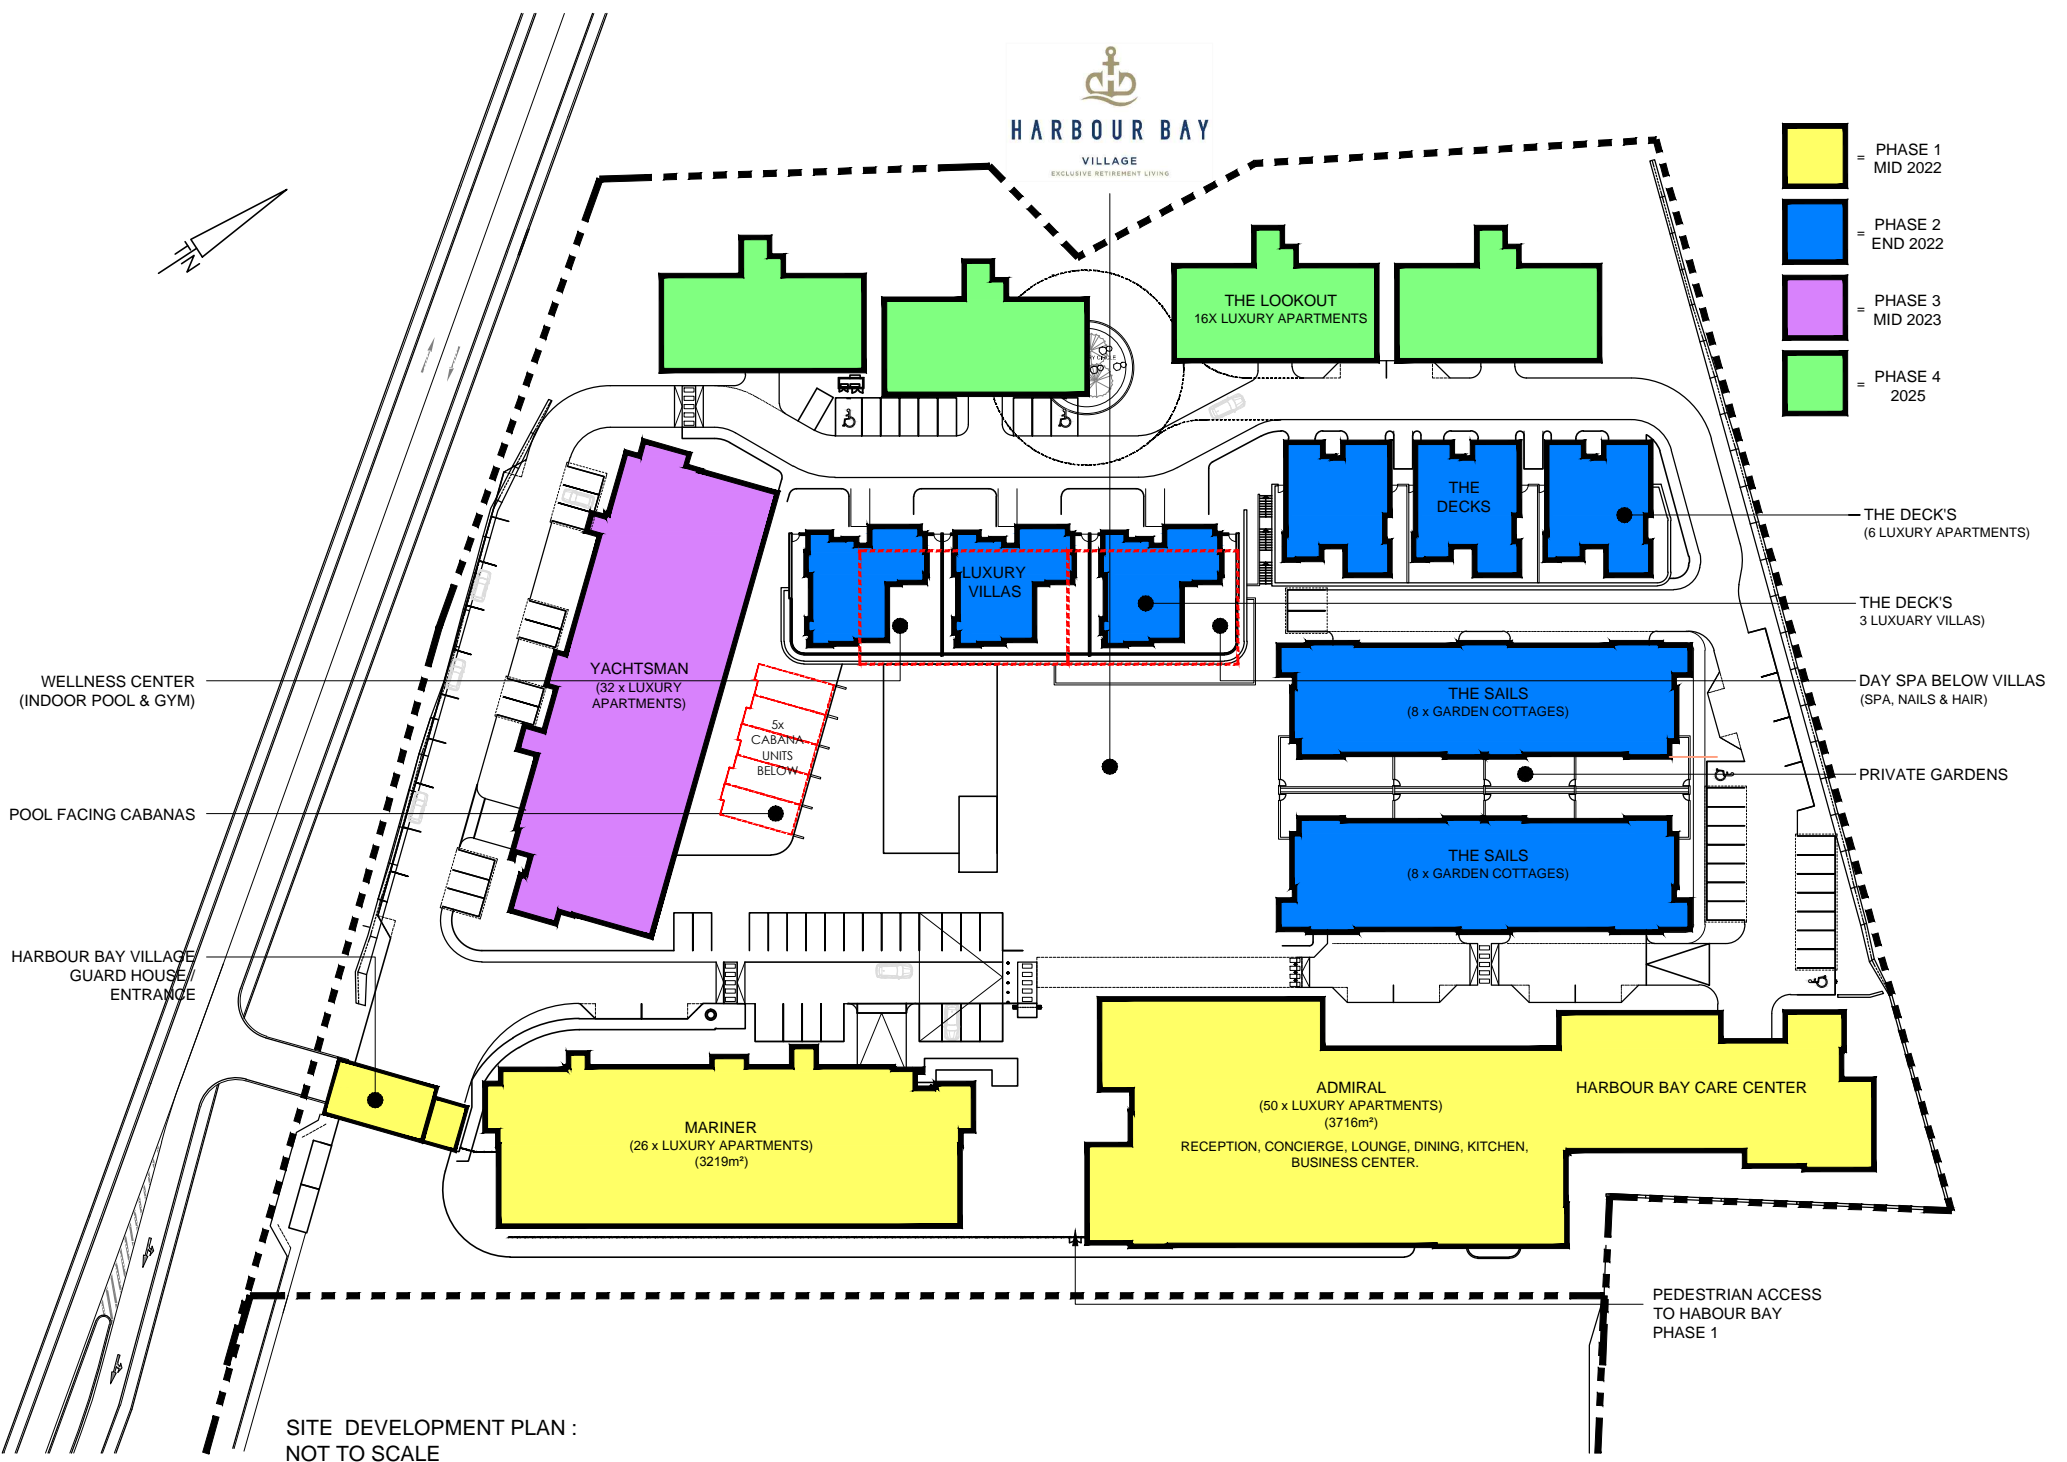 HARBOUR BAY
VILLAGE
EXCLUSIVE RETIREMENT LIVING
= PHASE 1
MID 2022
= PHASE 2
END 2022
= PHASE 3
MID 2023
= PHASE 4
2025
N
THE LOOKOUT
16X LUXURY APARTMENTS
THE
DECKS
THE DECK'S
(6 LUXURY APARTMENTS)
LUXURY
VILLAS
THE DECK'S
3 LUXUARY VILLAS)
YACHTSMAN
(32 x LUXURY
APARTMENTS)
WELLNESS CENTER
(INDOOR POOL & GYM)
THE SAILS
(8 x GARDEN COTTAGES)
DAY SPA BELOW VILLAS
(SPA, NAILS & HAIR)
5x
CABANA
UNITS
BELOW
PRIVATE GARDENS
POOL FACING CABANAS
THE SAILS
(8 x GARDEN COTTAGES)
HARBOUR BAY VILLAGE
GUARD HOUSE/
ENTRANCE
MARINER
(26 x LUXURY APARTMENTS)
(3219m²)
ADMIRAL
(50 x LUXURY APARTMENTS)
(3716m²)
RECEPTION, CONCIERGE, LOUNGE, DINING, KITCHEN,
BUSINESS CENTER.
HARBOUR BAY CARE CENTER
PEDESTRIAN ACCESS
TO HABOUR BAY
PHASE 1
SITE DEVELOPMENT PLAN :
NOT TO SCALE